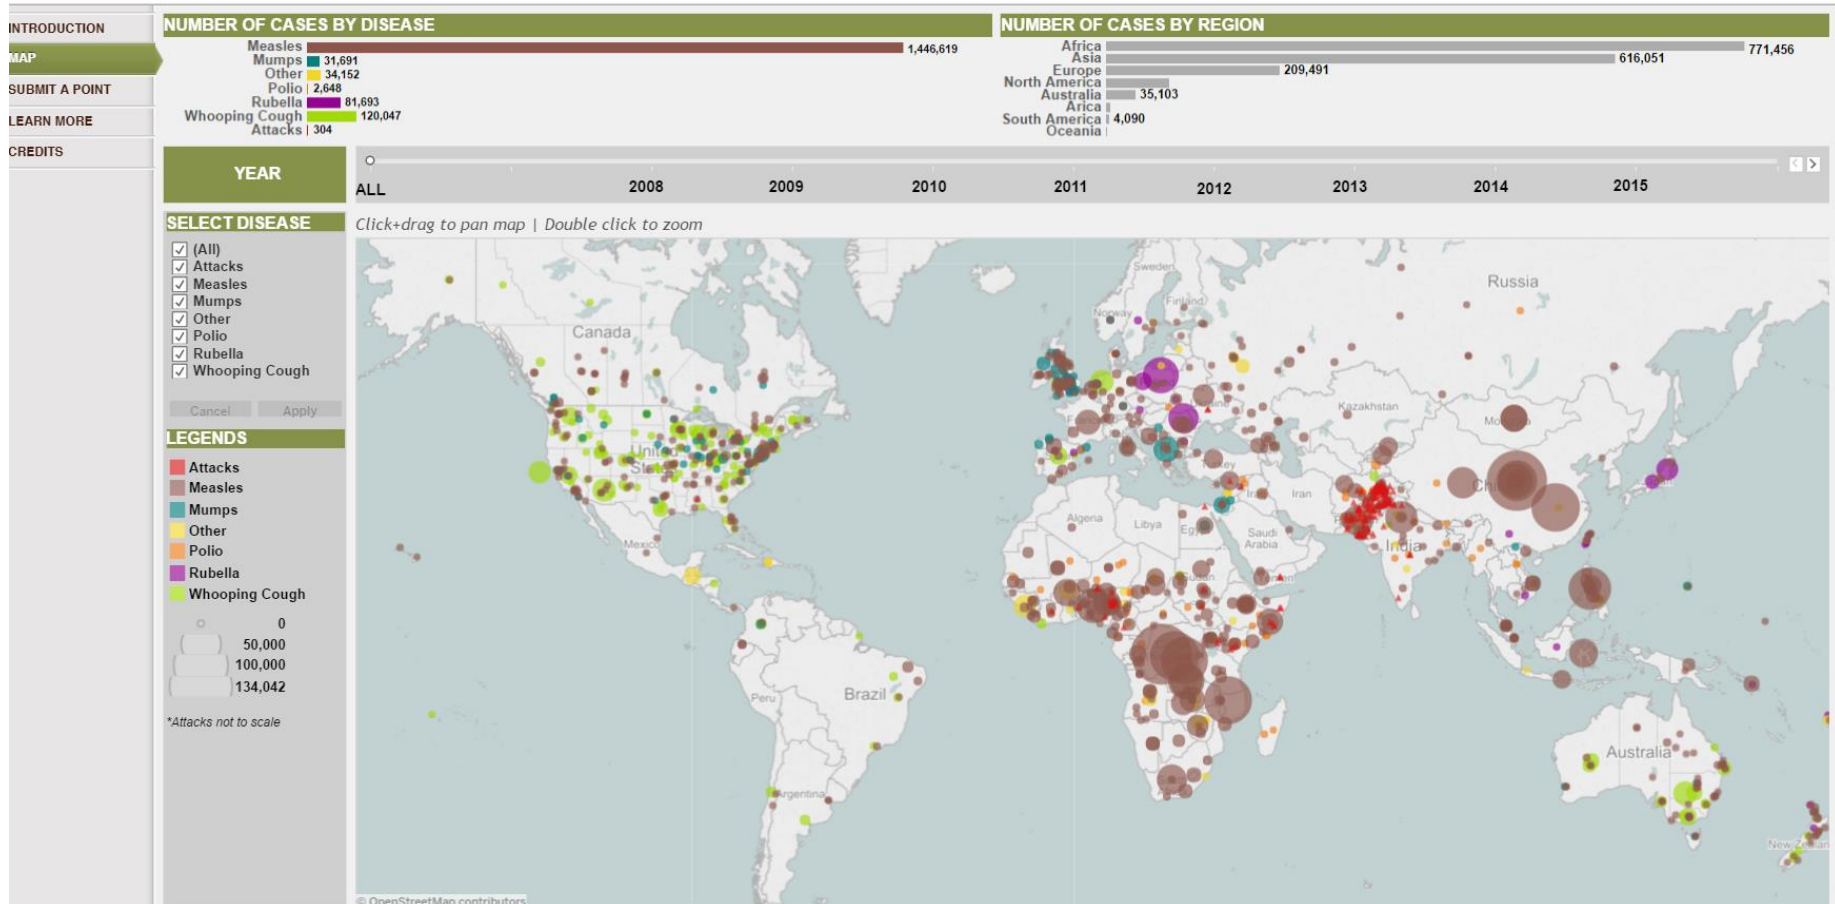 INTRODUCTION
MAP
SUBMIT A POINT
LEARN MORE
CREDITS
NUMBER OF CASES BY DISEASE
Measles 1,446,619
Mumps 31,691
Other 34,152
Polio 2,648
Rubella 81,693
Whooping Cough 120,047
Attacks 304
NUMBER OF CASES BY REGION
Africa 771,456
Asia 616,051
Europe 209,491
North America
Australia 35,103
Arica
South America 4,090
Oceania
YEAR
ALL 2008 2009 2010 2011 2012 2013 2014 2015
SELECT DISEASE
(All)
Attacks
Measles
Mumps
Other
Polio
Rubella
Whooping Cough
Cancel Apply
LEGENDS
Attacks
Measles
Mumps
Other
Polio
Rubella
Whooping Cough
0
50,000
100,000
134,042
*Attacks not to scale
Click+drag to pan map | Double click to zoom
Sweden
Russia
Finland
Norway
Canada
Kazakhstan
United
States
Iran
Algeria
Libya
Saudi
Arabia
India
Mexico
Sudan
Yemen
Peru
Brazil
Australia
Argentina
© OpenStreetMap contributors